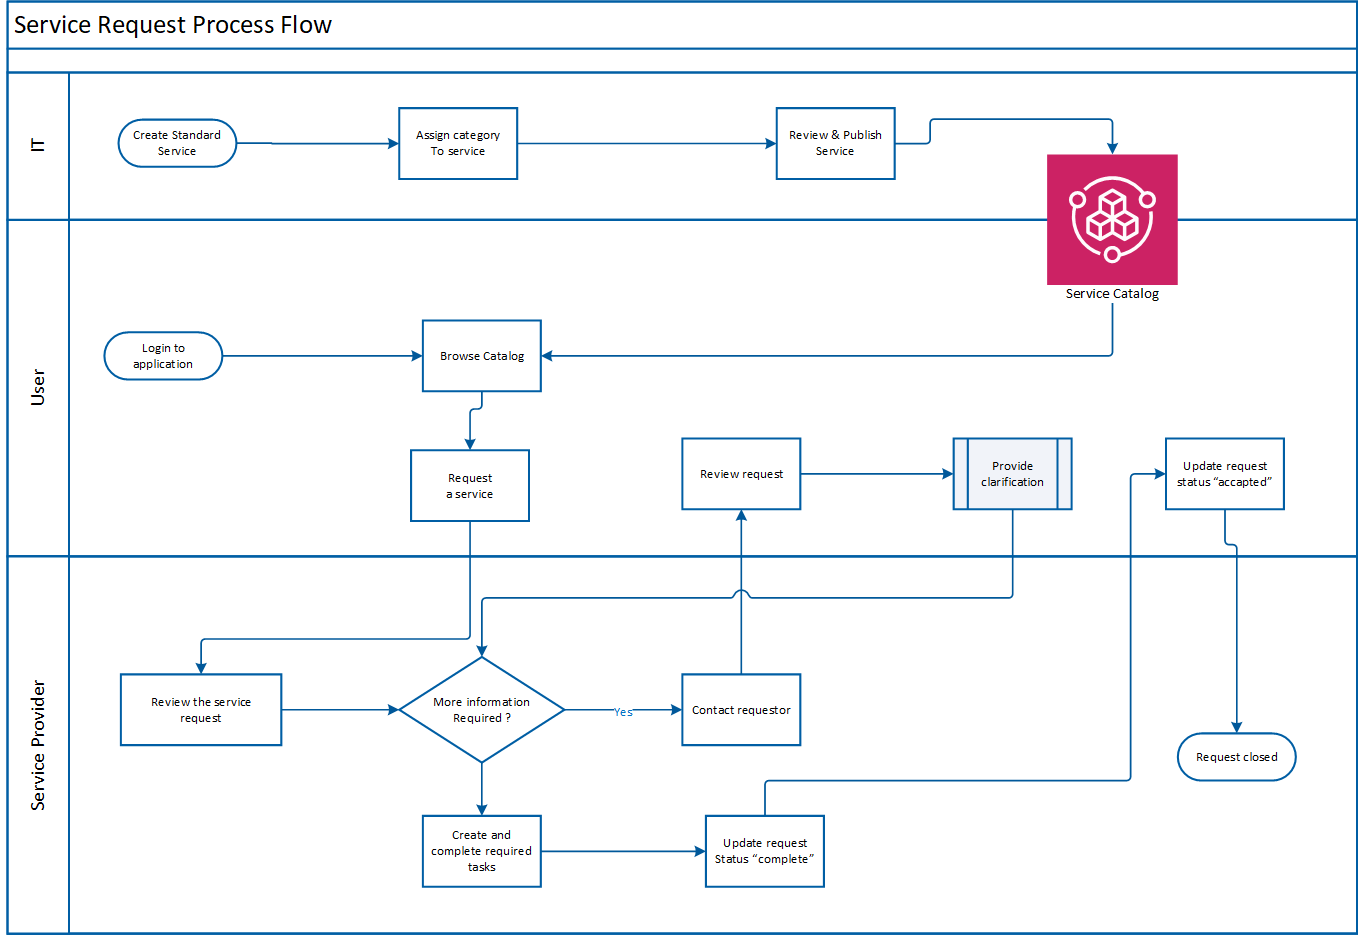 Service Request Process Flow
IT
Create Standard
Service
Assign category
To service
Review & Publish
Service
Service Catalog
User
Login to
application
Browse Catalog
Request
a service
Review request
Provide
clarification
Update request
status “accapted”
Service Provider
Review the service
request
More information
Required ?
Yes
Contact requestor
Request closed
Create and
complete required
tasks
Update request
Status “complete”